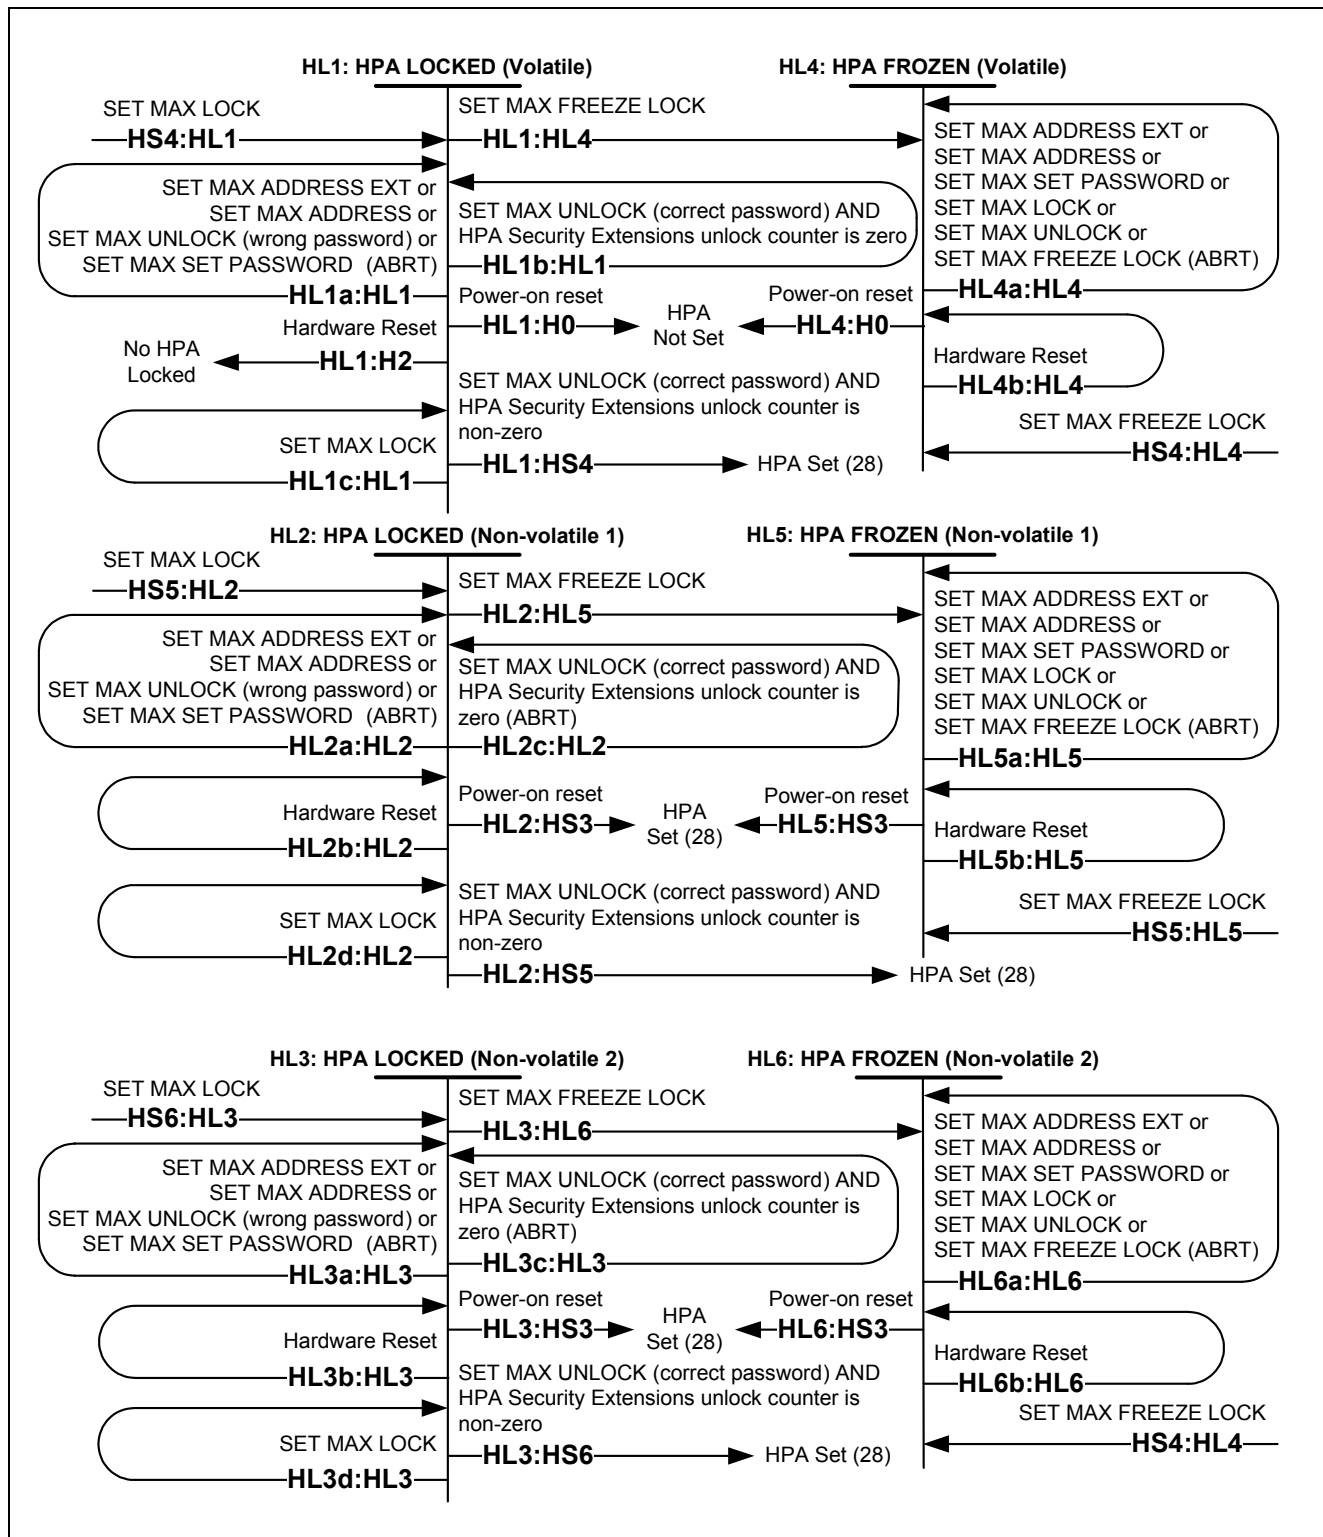 HL1: HPA LOCKED (Volatile)
HL4: HPA FROZEN (Volatile)
SET MAX LOCK
HS4:HL1
SET MAX FREEZE LOCK
HL1:HL4
SET MAX ADDRESS EXT or
SET MAX ADDRESS or
SET MAX UNLOCK (wrong password) or
SET MAX SET PASSWORD (ABRT)
HL1a:HL1
SET MAX UNLOCK (correct password) AND
HPA Security Extensions unlock counter is zero
HL1b:HL1
SET MAX ADDRESS EXT or
SET MAX ADDRESS or
SET MAX SET PASSWORD or
SET MAX LOCK or
SET MAX UNLOCK or
SET MAX FREEZE LOCK (ABRT)
HL4a:HL4
Power-on reset
HL1:H0
HPA
Not Set
Power-on reset
HL4:H0
Hardware Reset
HL1:H2
No HPA
Locked
Hardware Reset
HL4b:HL4
SET MAX UNLOCK (correct password) AND
HPA Security Extensions unlock counter is
non-zero
HL1:HS4
HPA Set (28)
SET MAX LOCK
HL1c:HL1
SET MAX FREEZE LOCK
HS4:HL4
HL2: HPA LOCKED (Non-volatile 1)
HL5: HPA FROZEN (Non-volatile 1)
SET MAX LOCK
HS5:HL2
SET MAX FREEZE LOCK
HL2:HL5
SET MAX ADDRESS EXT or
SET MAX ADDRESS or
SET MAX UNLOCK (wrong password) or
SET MAX SET PASSWORD (ABRT)
HL2a:HL2
SET MAX UNLOCK (correct password) AND
HPA Security Extensions unlock counter is
zero (ABRT)
HL2c:HL2
SET MAX ADDRESS EXT or
SET MAX ADDRESS or
SET MAX SET PASSWORD or
SET MAX LOCK or
SET MAX UNLOCK or
SET MAX FREEZE LOCK (ABRT)
HL5a:HL5
Hardware Reset
HL2b:HL2
Power-on reset
HL2:HS3
HPA
Set (28)
Power-on reset
HL5:HS3
Hardware Reset
HL5b:HL5
SET MAX LOCK
HL2d:HL2
SET MAX UNLOCK (correct password) AND
HPA Security Extensions unlock counter is
non-zero
HL2:HS5
HPA Set (28)
SET MAX FREEZE LOCK
HS5:HL5
HL3: HPA LOCKED (Non-volatile 2)
HL6: HPA FROZEN (Non-volatile 2)
SET MAX LOCK
HS6:HL3
SET MAX FREEZE LOCK
HL3:HL6
SET MAX ADDRESS EXT or
SET MAX ADDRESS or
SET MAX UNLOCK (wrong password) or
SET MAX SET PASSWORD (ABRT)
HL3a:HL3
SET MAX UNLOCK (correct password) AND
HPA Security Extensions unlock counter is
zero (ABRT)
HL3c:HL3
SET MAX ADDRESS EXT or
SET MAX ADDRESS or
SET MAX SET PASSWORD or
SET MAX LOCK or
SET MAX UNLOCK or
SET MAX FREEZE LOCK (ABRT)
HL6a:HL6
Hardware Reset
HL3b:HL3
Power-on reset
HL3:HS3
HPA
Set (28)
Power-on reset
HL6:HS3
Hardware Reset
HL6b:HL6
SET MAX LOCK
HL3d:HL3
SET MAX UNLOCK (correct password) AND
HPA Security Extensions unlock counter is
non-zero
HL3:HS6
HPA Set (28)
SET MAX FREEZE LOCK
HS4:HL4